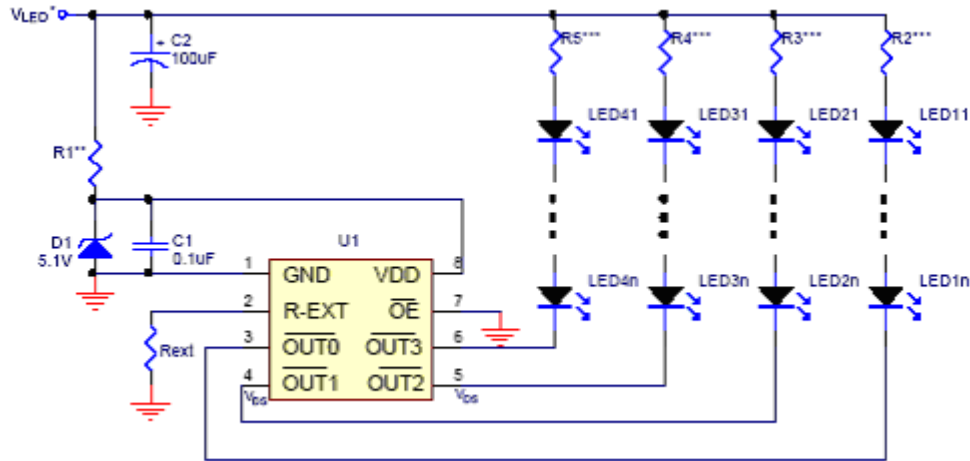 VLED*
C2
100uF
R5***
R4***
R3***
R2***
LED41
LED31
LED21
LED11
R1**
D1
5.1V
C1
0.1uF
U1
1
GND
VDD
8
2
R-EXT
OE
7
3
OUT0
OUT3
6
4
OUT1
OUT2
5
VDS
VDS
Rext
LED4n
LED3n
LED2n
LED1n